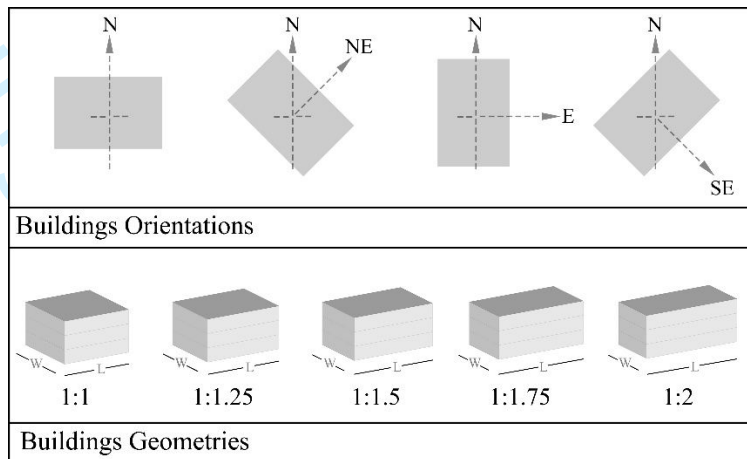 N N N N
NE
E
SE
Buildings Orientations
W L W L W L W L W L
1:1 1:1.25 1:1.5 1:1.75 1:2
Buildings Geometries